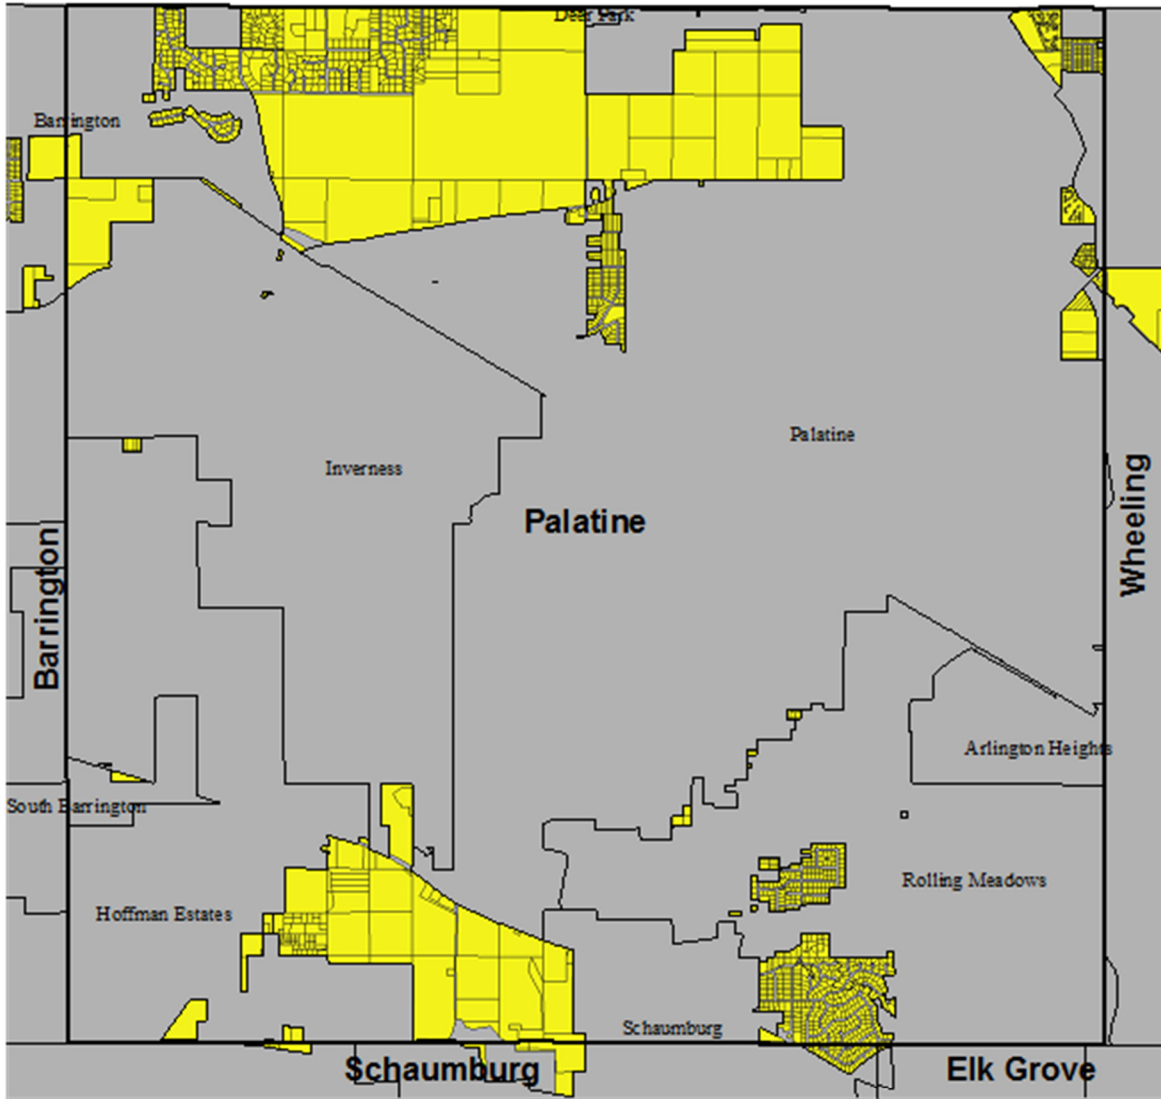 Deer Park
Barrington
Palatine
Inverness
Palatine
Wheeling
Barrington
Arlington Heights
South Barrington
Rolling Meadows
Hoffman Estates
Schaumburg
Schaumburg
Elk Grove